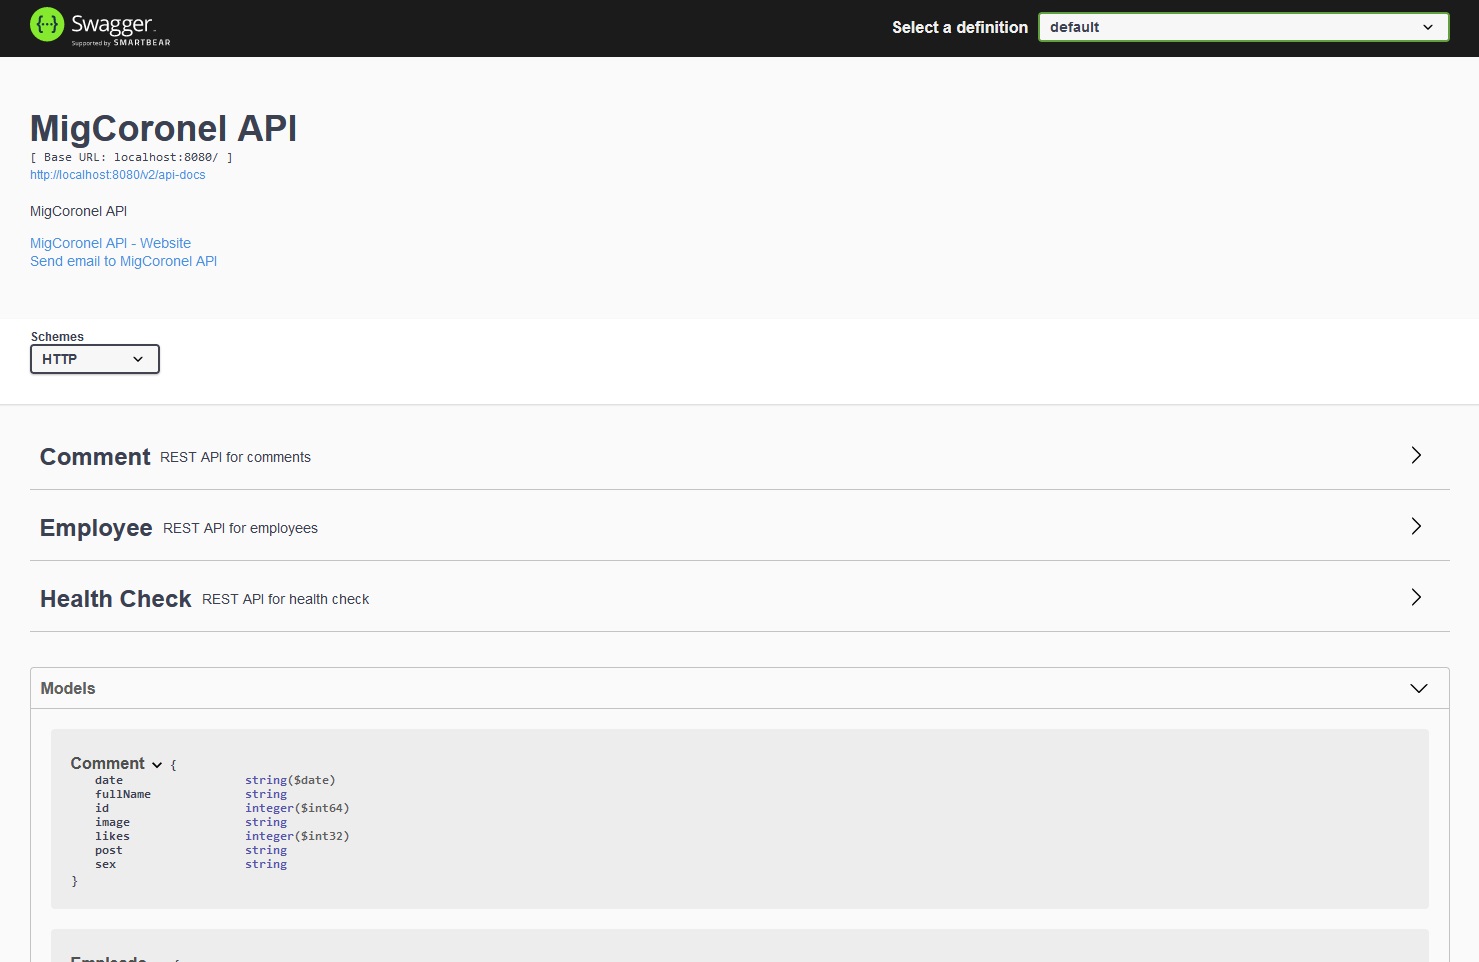 Swagger.
Supported by SMARTBEAR
Select a definition
default
MigCoronel API
[ Base URL: localhost:8080/ ]
http://localhost:8080/v2/api-docs
MigCoronel API
MigCoronel API - Website
Send email to MigCoronel API
Schemes
HTTP
Comment REST API for comments
Employee REST API for employees
Health Check REST API for health check
Models
Comment {
date string($date)
fullName string
id integer($int64)
image string
likes integer($int32)
post string
sex string
}
Empleado {